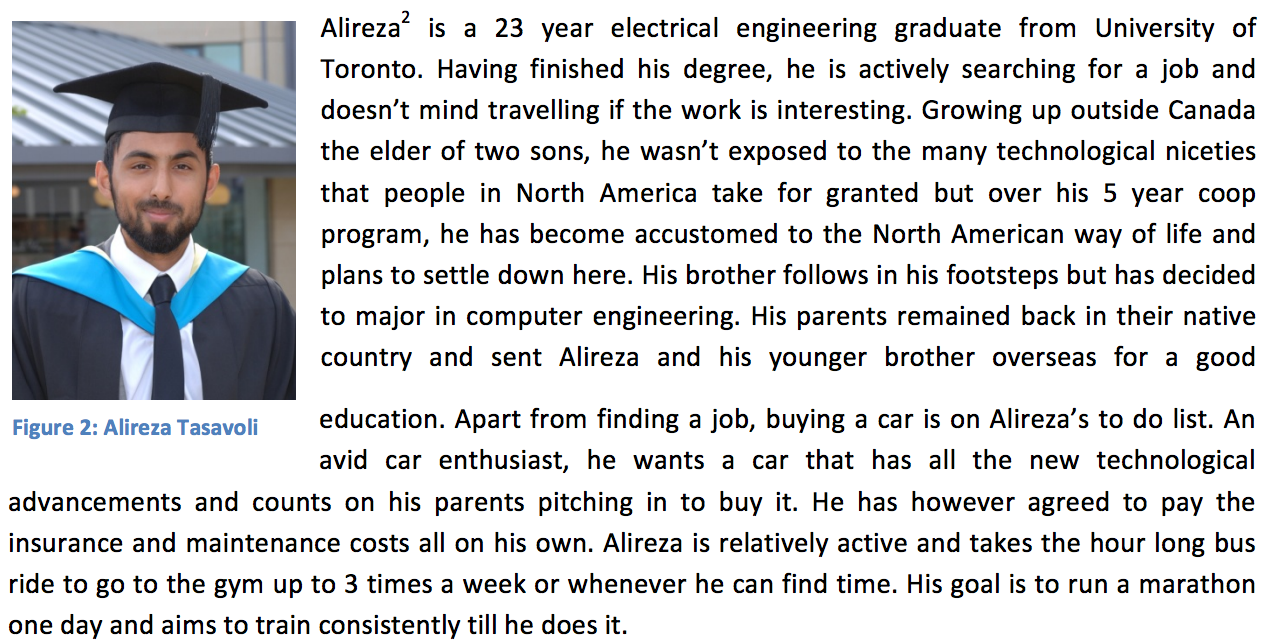 Alireza² is a 23 year electrical engineering graduate from University of
Toronto. Having finished his degree, he is actively searching for a job and
doesn’t mind travelling if the work is interesting. Growing up outside Canada
the elder of two sons, he wasn’t exposed to the many technological niceties
that people in North America take for granted but over his 5 year coop
program, he has become accustomed to the North American way of life and
plans to settle down here. His brother follows in his footsteps but has decided
to major in computer engineering. His parents remained back in their native
country and sent Alireza and his younger brother overseas for a good
Figure 2: Alireza Tasavoli
education. Apart from finding a job, buying a car is on Alireza’s to do list. An
avid car enthusiast, he wants a car that has all the new technological
advancements and counts on his parents pitching in to buy it. He has however agreed to pay the
insurance and maintenance costs all on his own. Alireza is relatively active and takes the hour long bus
ride to go to the gym up to 3 times a week or whenever he can find time. His goal is to run a marathon
one day and aims to train consistently till he does it.